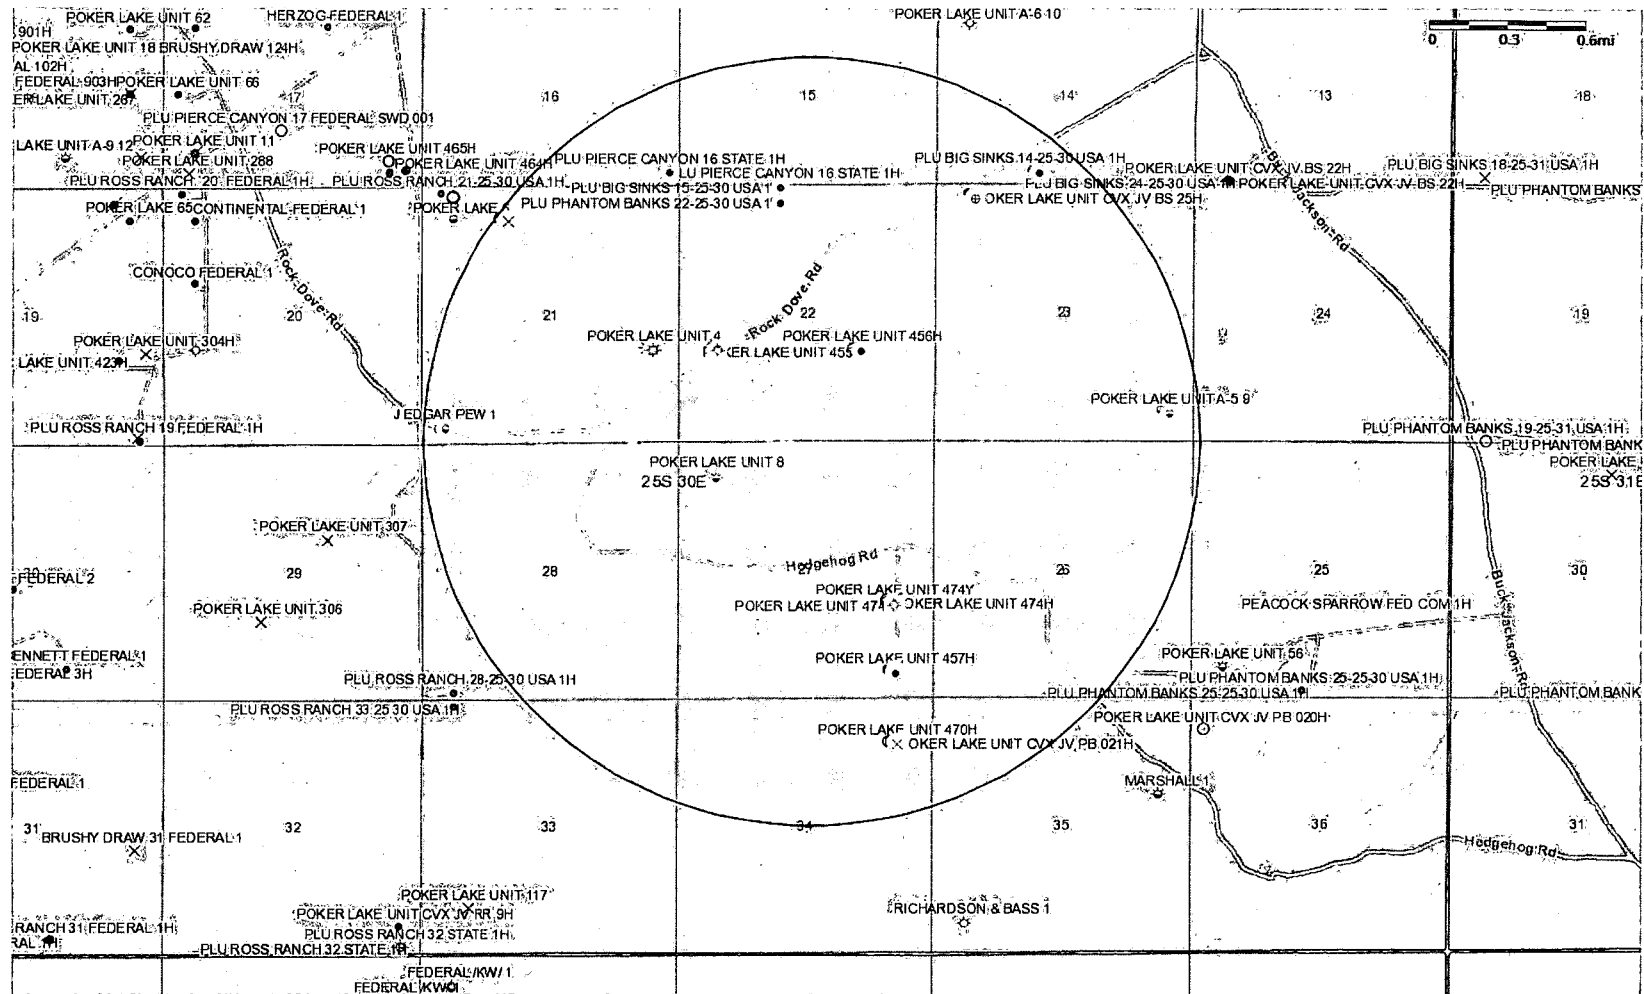 POKER LAKE UNIT 62
HERZOG FEDERAL 1
POKER LAKE UNIT A-6 10
901H
0 0.3 0.6mi
POKER LAKE UNIT 18 BRUSHY DRAW 124H
AL 102H
FEDERAL 903H
POKER LAKE UNIT 66
ER LAKE UNIT 267
17
16
15
14
13
18
PLU PIERCE CANYON 17 FEDERAL SWD 001
LAKE UNIT A-9 12
POKER LAKE UNIT 11
POKER LAKE UNIT 465H
POKER LAKE UNIT 288
POKER LAKE UNIT 464H
PLU PIERCE CANYON 16 STATE 1H
LU PIERCE CANYON 16 STATE 1H
PLU BIG SINKS 14-25-30 USA 1H
POKER LAKE UNIT CVX JV BS 22H
PLU BIG SINKS 18-25-31 USA 1H
PLU ROSS RANCH 20 FEDERAL 1H
PLU ROSS RANCH 21-25-30 USA 1H
PLU BIG SINKS 15-25-30 USA 1
PLU BIG SINKS 24-25-30 USA 1H
POKER LAKE UNIT CVX JV BS 22H
PLU PHANTOM BANKS
POKER LAKE 65
CONTINENTAL FEDERAL 1
POKER LAKE
PLU PHANTOM BANKS 22-25-30 USA 1
OKER LAKE UNIT CVX JV BS 25H
Buck Jackson Rd
CONOCO FEDERAL 1
Rock Dove Rd
Rock Dove Rd
19
20
21
22
23
24
19
POKER LAKE UNIT 304H
LAKE UNIT 423H
POKER LAKE UNIT 4
POKER LAKE UNIT 456H
KER LAKE UNIT 455
POKER LAKE UNIT A-5 9
J EDGAR PEW 1
PLU ROSS RANCH 19 FEDERAL 1H
PLU PHANTOM BANKS 19-25-31 USA 1H
PLU PHANTOM BANK
POKER LAKE UNIT 8
25S 30E
POKER LAKE
25S 31E
POKER LAKE UNIT 307
Hedgehog Rd
30
29
28
27
26
25
30
FEDERAL 2
POKER LAKE UNIT 306
POKER LAKE UNIT 474Y
POKER LAKE UNIT 474
OKER LAKE UNIT 474H
PEACOCK SPARROW FED COM 1H
Buck Jackson Rd
ENNETT FEDERAL 1
EDERAL 3H
POKER LAKE UNIT 457H
POKER LAKE UNIT 56
PLU ROSS RANCH 28-25-30 USA 1H
PLU PHANTOM BANKS 25-25-30 USA 1H
PLU PHANTOM BANKS 25-25-30 USA 1H
PLU PHANTOM BANK
PLU ROSS RANCH 33 25 30 USA 1H
POKER LAKE UNIT CVX JV PB 020H
POKER LAKE UNIT 470H
OKER LAKE UNIT CVX JV PB 021H
FEDERAL 1
MARSHALL 1
31
32
33
34
35
36
31
BRUSHY DRAW 31 FEDERAL 1
Hedgehog Rd
POKER LAKE UNIT 117
POKER LAKE UNIT CVX JV RR 9H
RICHARDSON & BASS 1
RANCH 31 FEDERAL 1H
PLU ROSS RANCH 32 STATE 1H
RAL 1H
PLU ROSS RANCH 32 STATE 1H
FEDERAL /KW/ 1
FEDERAL /KW